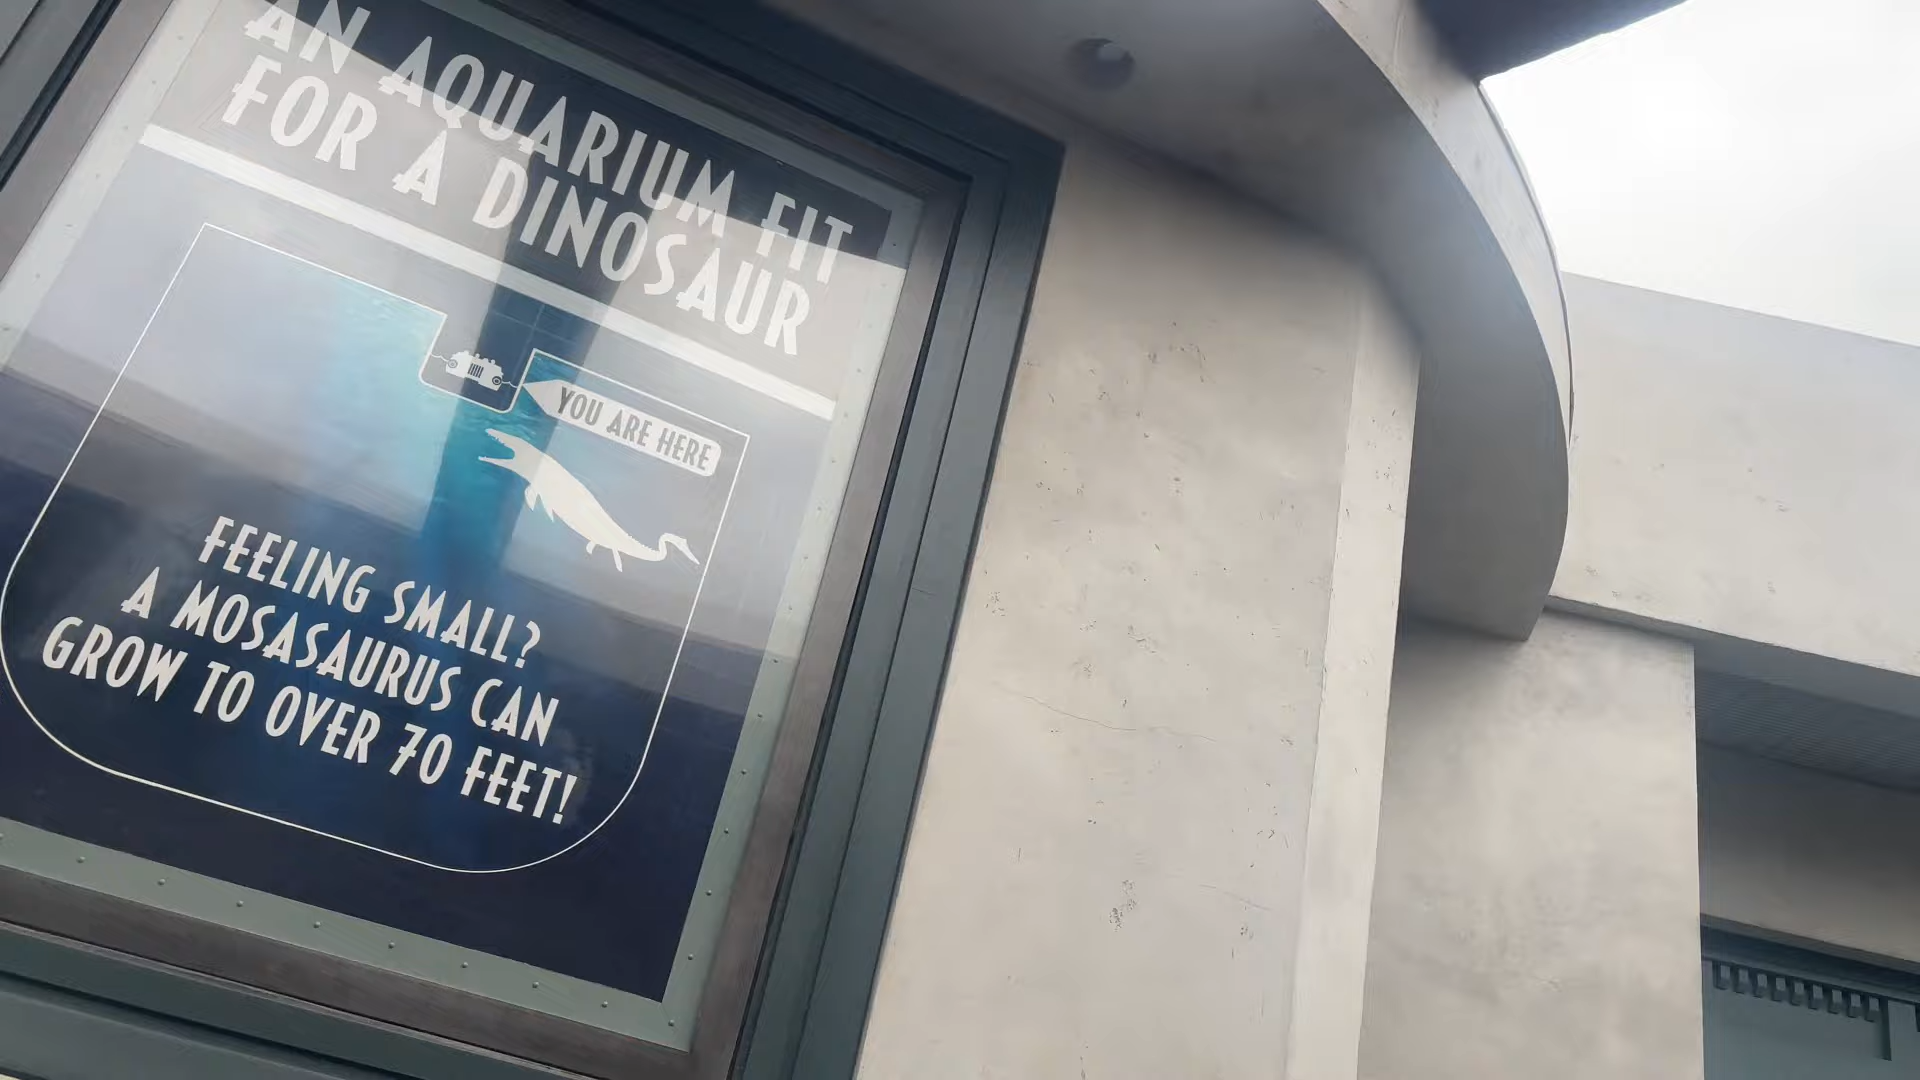 AN AQUARIUM FIT
FOR A DINOSAUR
YOU ARE HERE
FEELING SMALL?
A MOSASAURUS CAN
GROW TO OVER 70 FEET!